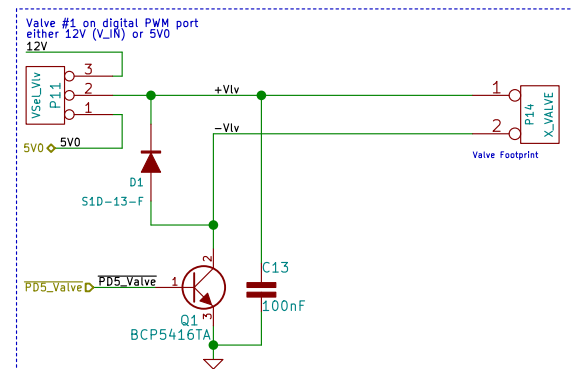 Valve #1 on digital PWM port
either 12V (V_IN) or 5V0
12V
VSel_Vlv
P11
3
2
1
+Vlv
-Vlv
1
2
P14
X_VALVE
Valve Footprint
5V0
5V0
D1
S1D-13-F
PD5_Valve
PD5_Valve
1
2
3
Q1
BCP5416TA
C13
100nF